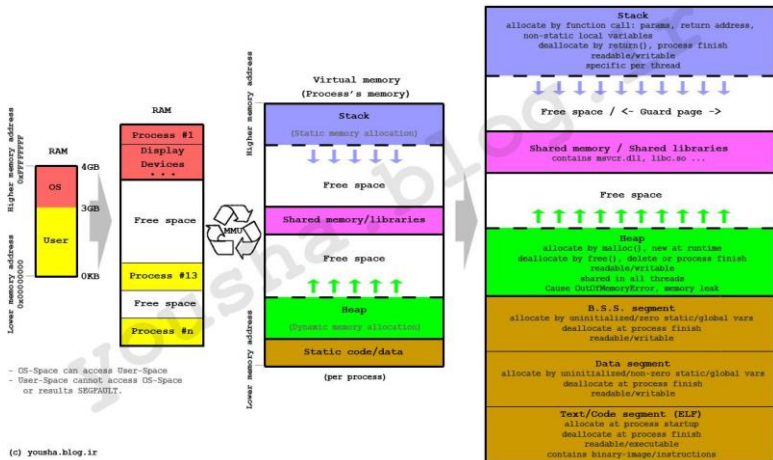 RAM
Higher memory address
0xFFFFFFFF
Lower memory address
0x00000000
OS
User
4GB
3GB
0KB
- OS-Space can access User-Space
- User-Space cannot access OS-Space
or results SEGFAULT.
(c) yousha.blog.ir
RAM
Process #1
Display
Devices
...
Free space
Process #13
Free space
Process #n
MMU
Virtual memory
(Process's memory)
Higher memory address
Lower memory address
Stack
(Static memory allocation)
Free space
Shared memory/libraries
Free space
Heap
(Dynamic memory allocation)
Static code/data
(per process)
Stack
allocate by function call: params, return address,
non-static local variables
deallocate by return(), process finish
readable/writable
specific per thread
Free space / <- Guard page ->
Shared memory / Shared libraries
contains msvcr.dll, libc.so ...
Free space
Heap
allocate by malloc(), new at runtime
deallocate by free(), delete or process finish
readable/writable
shared in all threads
Cause OutOfMemoryError, memory leak
B.S.S. segment
allocate by uninitialized/zero static/global vars
deallocate at process finish
readable/writable
Data segment
allocate by uninitialized/non-zero static/global vars
deallocate at process finish
readable/writable
Text/Code segment (ELF)
allocate at process startup
deallocate at process finish
readable/executable
contains binary-image/instructions
yousha.blog.ir